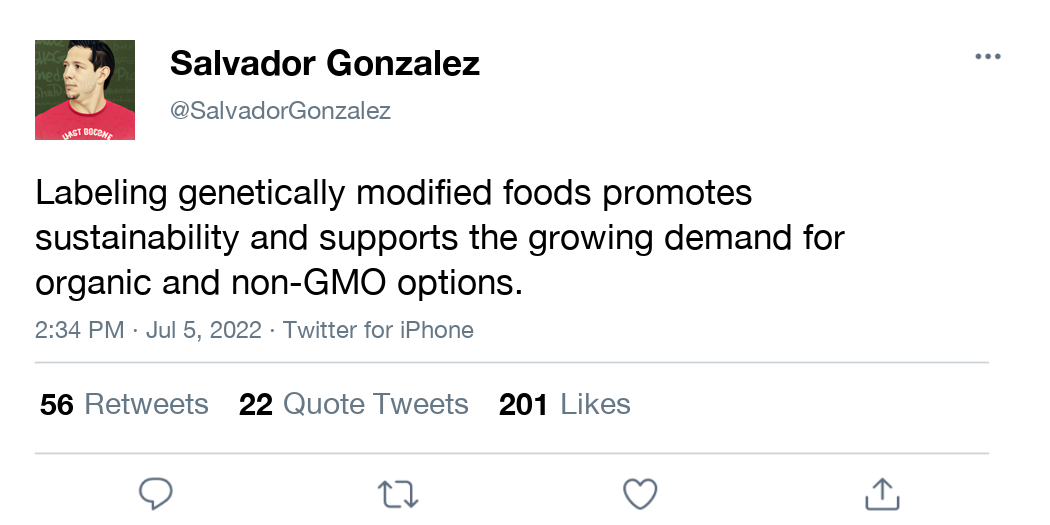 Salvador Gonzalez
@SalvadorGonzalez
Labeling genetically modified foods promotes
sustainability and supports the growing demand for
organic and non-GMO options.
2:34 PM · Jul 5, 2022 · Twitter for iPhone
56 Retweets 22 Quote Tweets 201 Likes